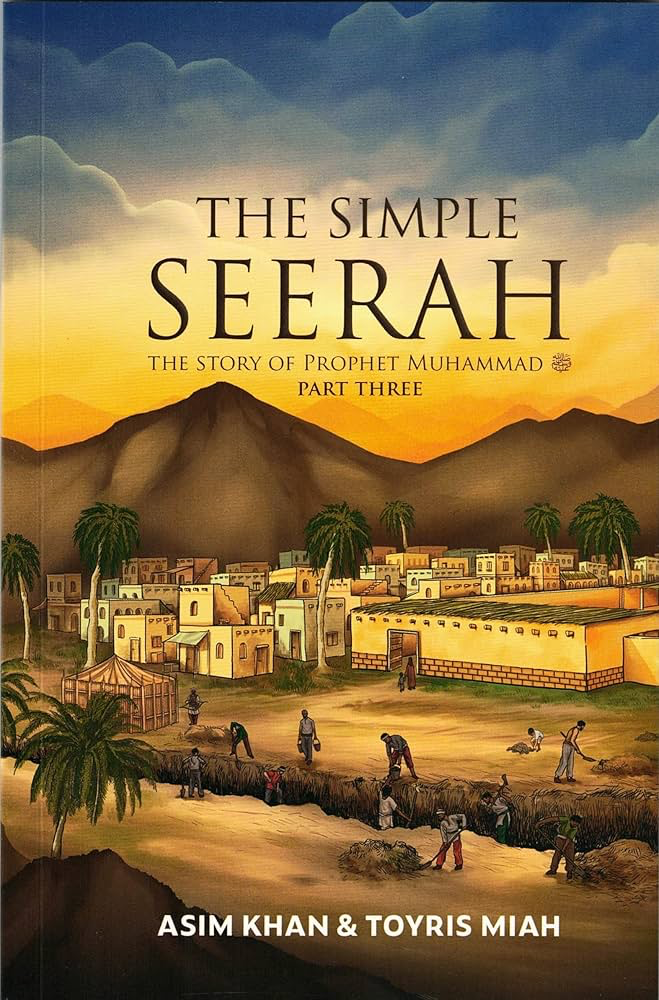 THE SIMPLE
SEERAH
THE STORY OF PROPHET MUHAMMAD ﷺ
PART THREE
ASIM KHAN & TOYRIS MIAH